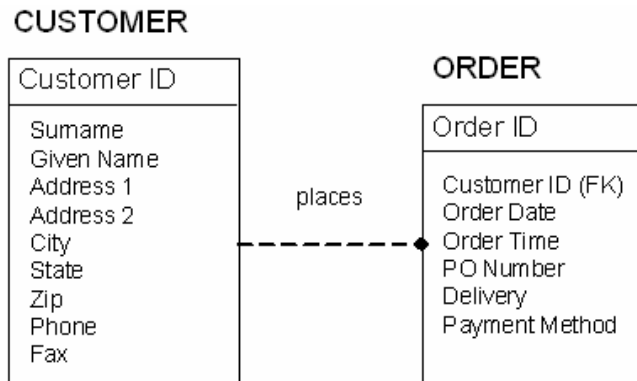 CUSTOMER
Customer ID
Surname
Given Name
Address 1
Address 2
City
State
Zip
Phone
Fax
places
ORDER
Order ID
Customer ID (FK)
Order Date
Order Time
PO Number
Delivery
Payment Method